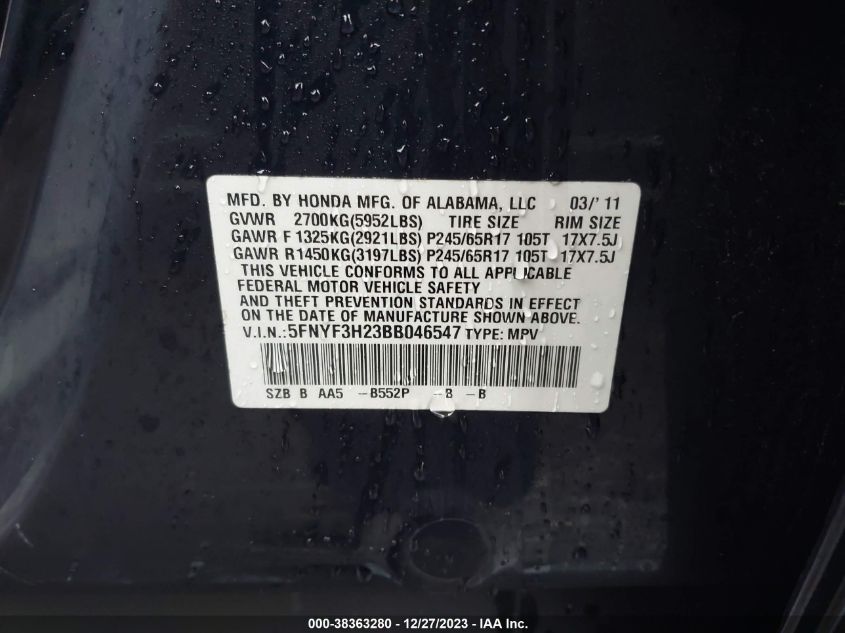 MFD. BY HONDA MFG. OF ALABAMA, LLC 03/'11
GVWR 2700KG(5952LBS) TIRE SIZE RIM SIZE
GAWR F 1325KG(2921LBS) P245/65R17 105T 17X7.5J
GAWR R1450KG(3197LBS) P245/65R17 105T 17X7.5J
THIS VEHICLE CONFORMS TO ALL APPLICABLE
FEDERAL MOTOR VEHICLE SAFETY
AND THEFT PREVENTION STANDARDS IN EFFECT
ON THE DATE OF MANUFACTURE SHOWN ABOVE.
V.I.N.:5FNYF3H23BB046547 TYPE: MPV
SZB B AA5 -B552P -B -B
000-38363280 - 12/27/2023 - IAA Inc.